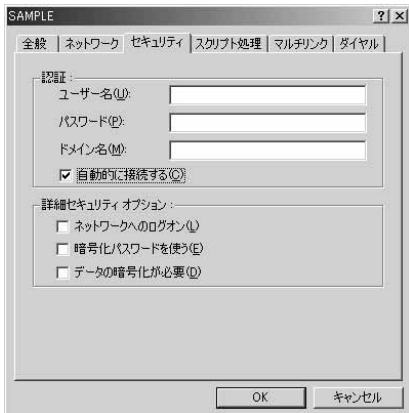 SAMPLE
全般 ネットワーク セキュリティ スクリプト処理 マルチリンク ダイヤル
認証:
ユーザー名(U):
パスワード(P):
ドメイン名(M):
自動的に接続する(C)
詳細セキュリティ オプション:
ネットワークへのログオン(L)
暗号化パスワードを使う(E)
データの暗号化が必要(D)
OK キャンセル